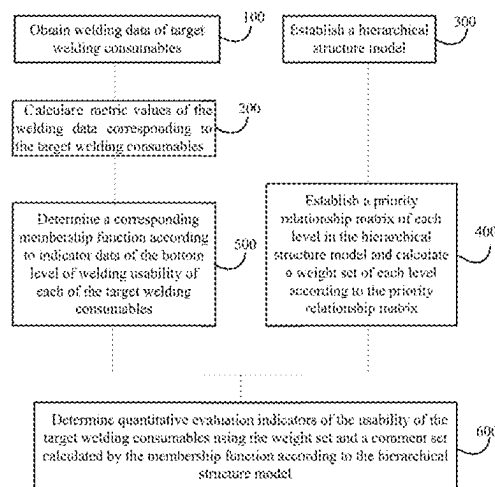 Obtain welding data of target
welding consumables
100
Establish a hierarchical
structure model
300
Calculare metric values of the
welding data corresponding to
the target welding consumables
200
Determine a corresponding
membership function according
to indicator data of the bottom
level of welding usability of
each of the target welding
consumables
500
Establish a priority
relationship matrix of each
level in the hierarchical
structure model and calculate
a weight set of each level
according to the priority
relationship matrix
400
Determine quantitative evaluation indicators of the usability of the
target welding consumables using the weight set and a comment set
calculated by the membership function according to the hierarchical
structure model
600